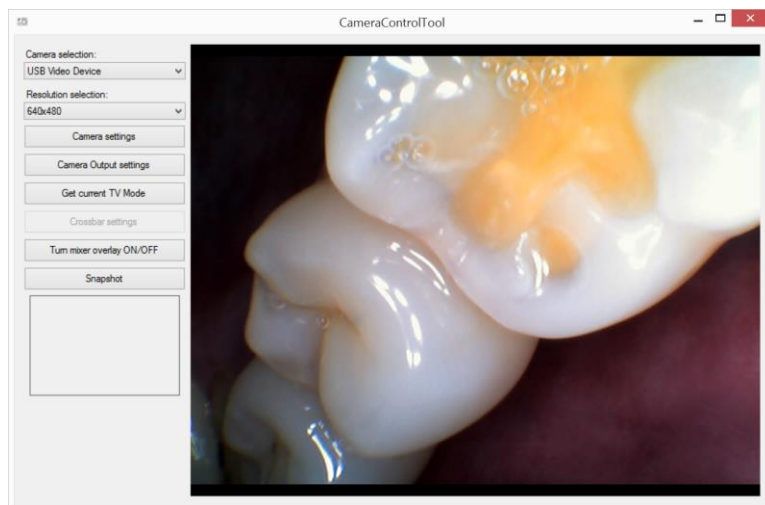 CameraControlTool
Camera selection:
USB Video Device
Resolution selection:
640x480
Camera settings
Camera Output settings
Get current TV Mode
Crossbar settings
Turn mixer overlay ON/OFF
Snapshot